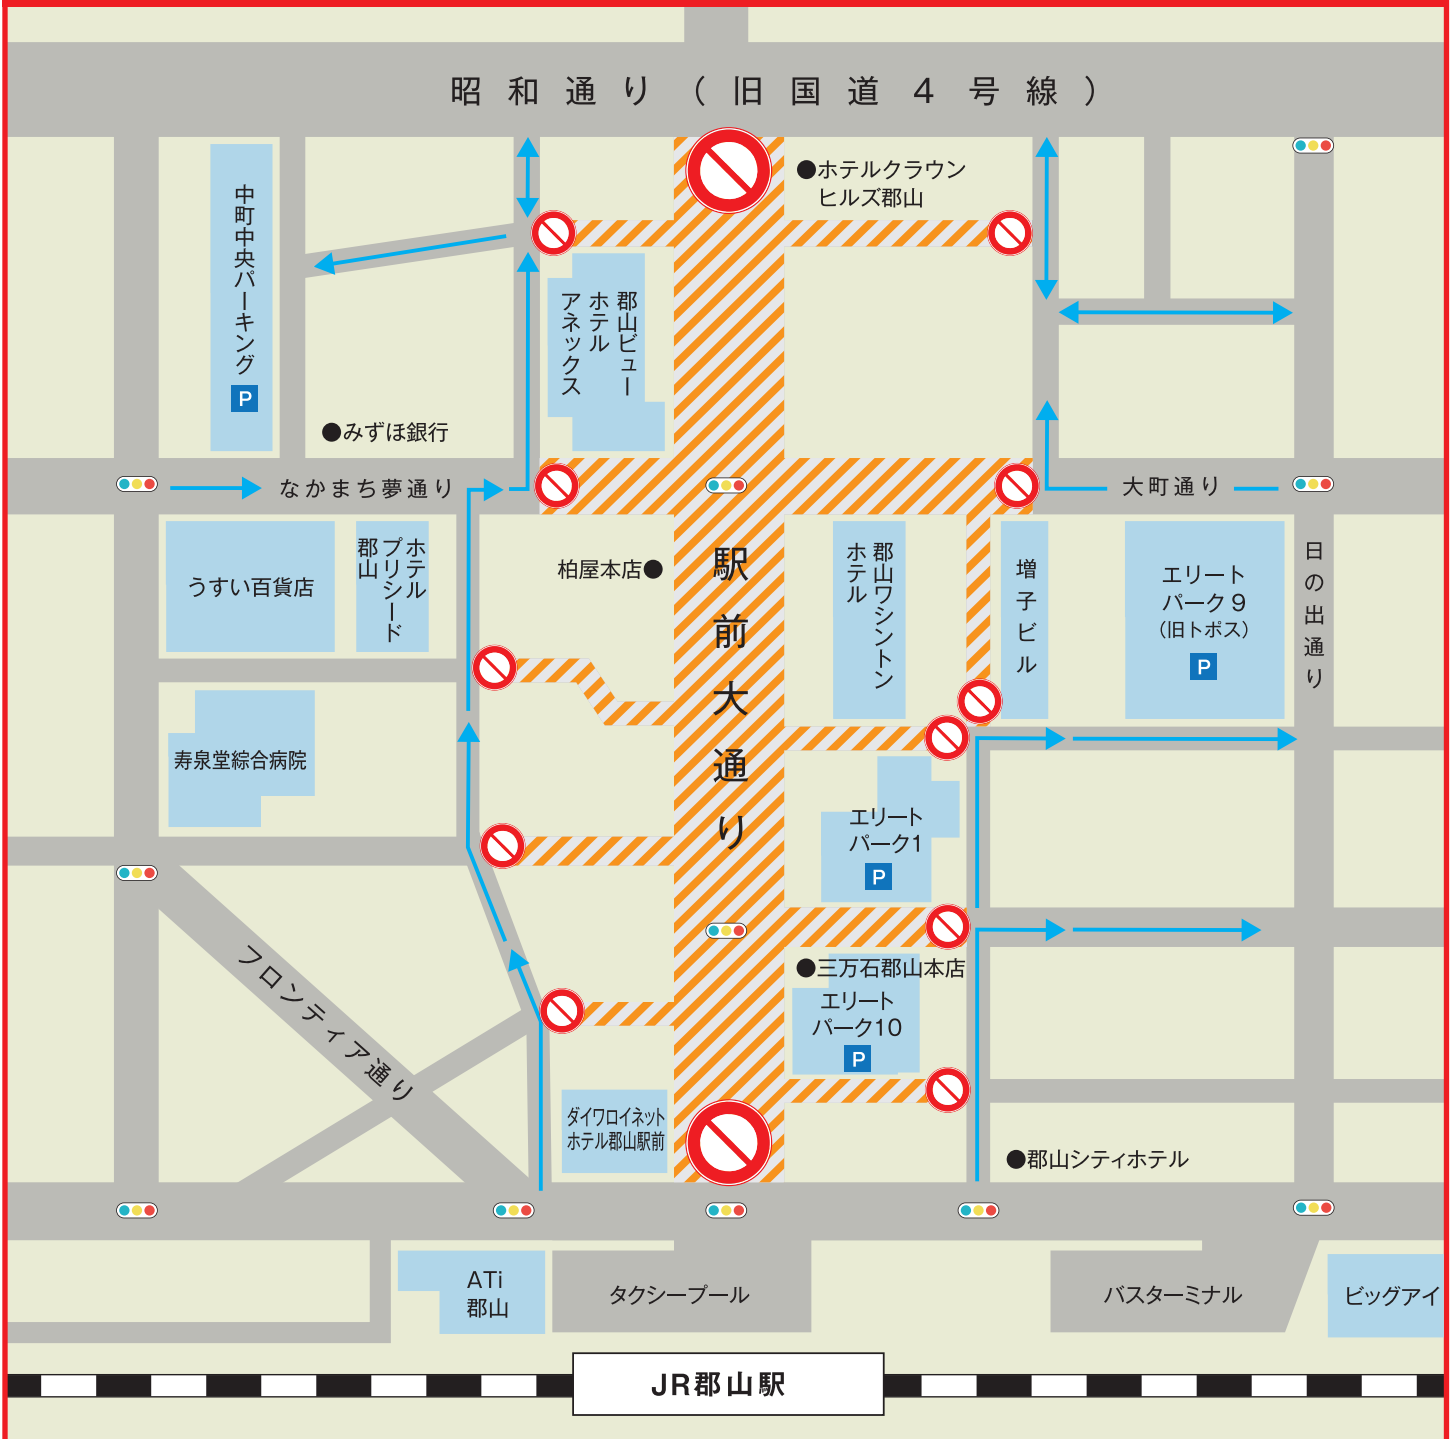 昭和通り（旧国道4号線）
●ホテルクラウン
ヒルズ郡山
中町中央パーキング
P
郡山ビュー
ホテル
アネックス
●みずほ銀行
なかまち夢通り
大町通り
うすい百貨店
ホテル
プリシード
郡山
柏屋本店●
駅前大通り
郡山ワシントン
ホテル
増子ビル
エリート
パーク9
（旧トポス）
P
日の出通り
寿泉堂綜合病院
エリート
パーク1
P
フロンティア通り
●三万石郡山本店
エリート
パーク10
P
ダイワロイネット
ホテル郡山駅前
●郡山シティホテル
ATi
郡山
タクシープール
バスターミナル
ビッグアイ
JR郡山駅